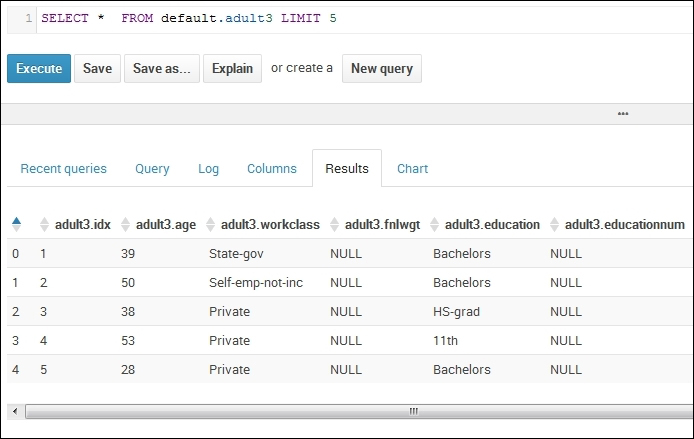 1 SELECT *  FROM default.adult3 LIMIT 5
Execute Save Save as... Explain or create a New query
Recent queries Query Log Columns Results Chart
adult3.idx adult3.age adult3.workclass adult3.fnlwgt adult3.education adult3.educationnum
0 1 39 State-gov NULL Bachelors NULL
1 2 50 Self-emp-not-inc NULL Bachelors NULL
2 3 38 Private NULL HS-grad NULL
3 4 53 Private NULL 11th NULL
4 5 28 Private NULL Bachelors NULL